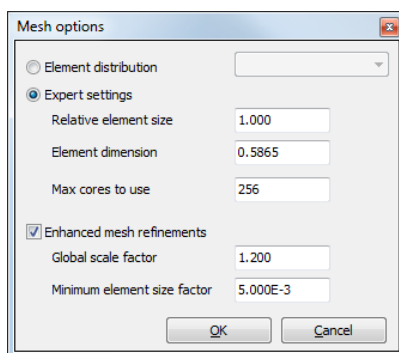 Mesh options
Element distribution
Expert settings
Relative element size 1.000
Element dimension 0.5865
Max cores to use 256
Enhanced mesh refinements
Global scale factor 1.200
Minimum element size factor 5.000E-3
OK Cancel